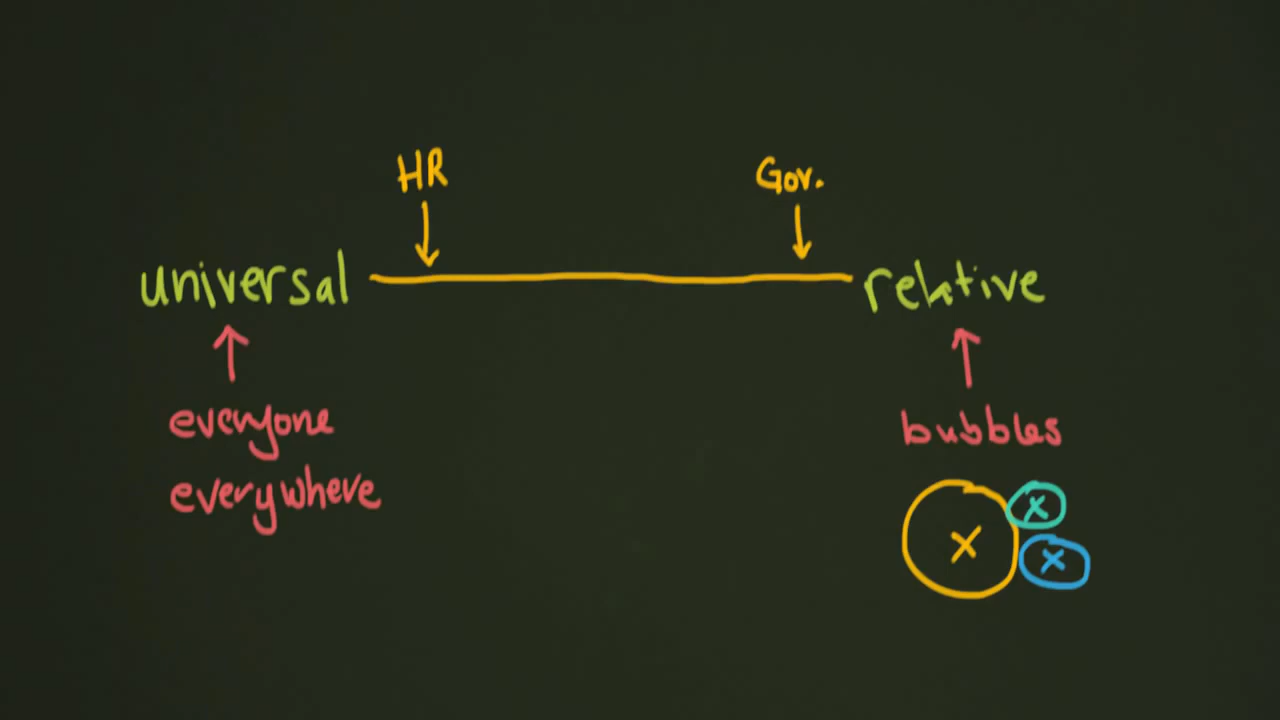 HR
Gov.
universal
relative
everyone
everywhere
bubbles
x
x
x